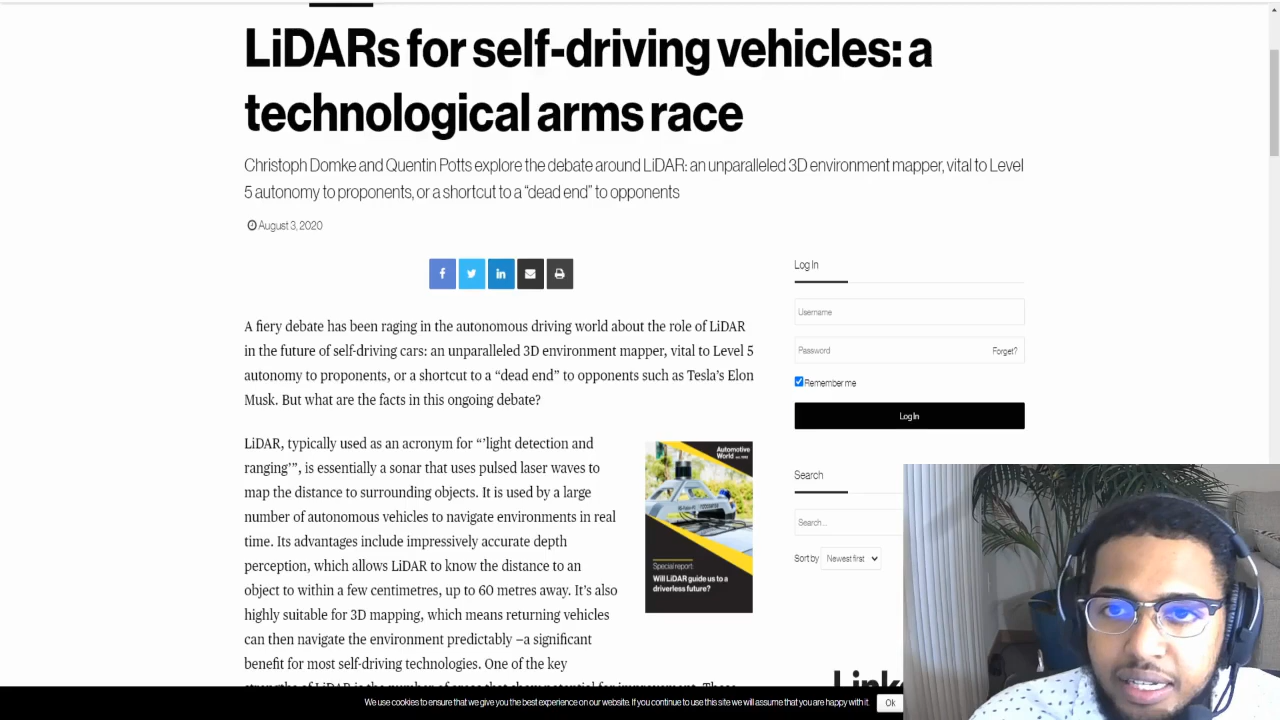 LiDARs for self-driving vehicles: a
technological arms race
Christoph Domke and Quentin Potts explore the debate around LiDAR: an unparalleled 3D environment mapper, vital to Level
5 autonomy to proponents, or a shortcut to a “dead end” to opponents
August 3, 2020
A fiery debate has been raging in the autonomous driving world about the role of LiDAR
in the future of self-driving cars: an unparalleled 3D environment mapper, vital to Level 5
autonomy to proponents, or a shortcut to a “dead end” to opponents such as Tesla’s Elon
Musk. But what are the facts in this ongoing debate?
LiDAR, typically used as an acronym for “’light detection and
ranging’”, is essentially a sonar that uses pulsed laser waves to
map the distance to surrounding objects. It is used by a large
number of autonomous vehicles to navigate environments in real
time. Its advantages include impressively accurate depth
perception, which allows LiDAR to know the distance to an
object to within a few centimetres, up to 60 metres away. It’s also
highly suitable for 3D mapping, which means returning vehicles
can then navigate the environment predictably –a significant
benefit for most self-driving technologies. One of the key
Automotive
World
Special report:
Will LiDAR guide us to a
driverless future?
Log In
Username
Password
Forget?
Remember me
Log In
Search
Search ...
Sort by
Newest first
We use cookies to ensure that we give you the best experience on our website. If you continue to use this site we will assume that you are happy with it.
Ok